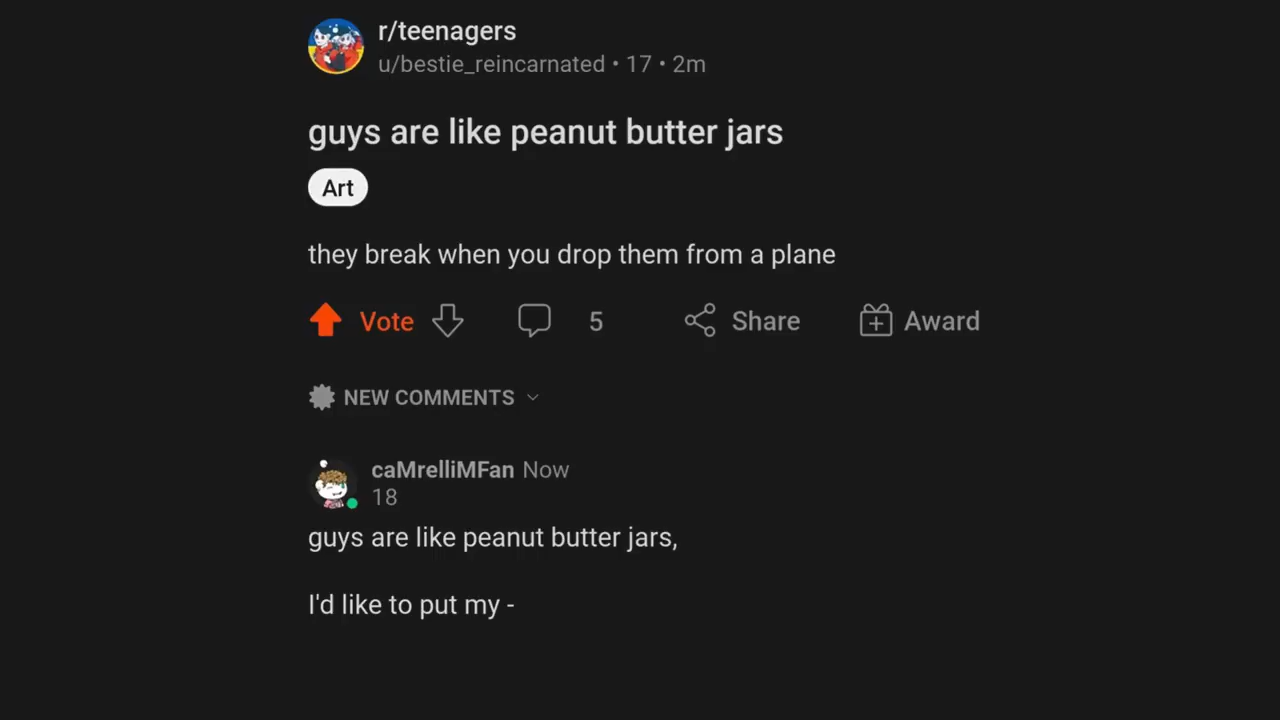 r/teenagers
u/bestie_reincarnated • 17 • 2m
guys are like peanut butter jars
Art
they break when you drop them from a plane
Vote 5 Share Award
NEW COMMENTS
caMrelliMFan Now
18
guys are like peanut butter jars,
I'd like to put my -